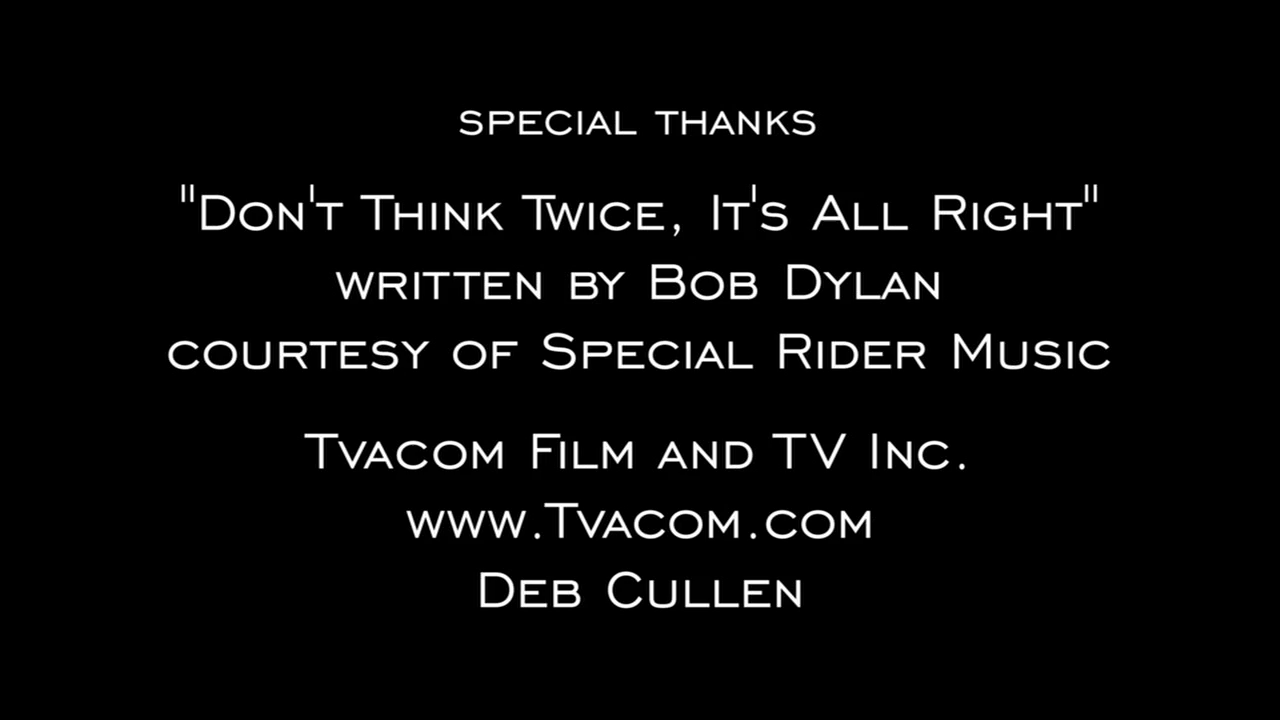 SPECIAL THANKS
"DON'T THINK TWICE, IT'S ALL RIGHT"
WRITTEN BY BOB DYLAN
COURTESY OF SPECIAL RIDER MUSIC
TVACOM FILM AND TV INC.
WWW.TVACOM.COM
DEB CULLEN